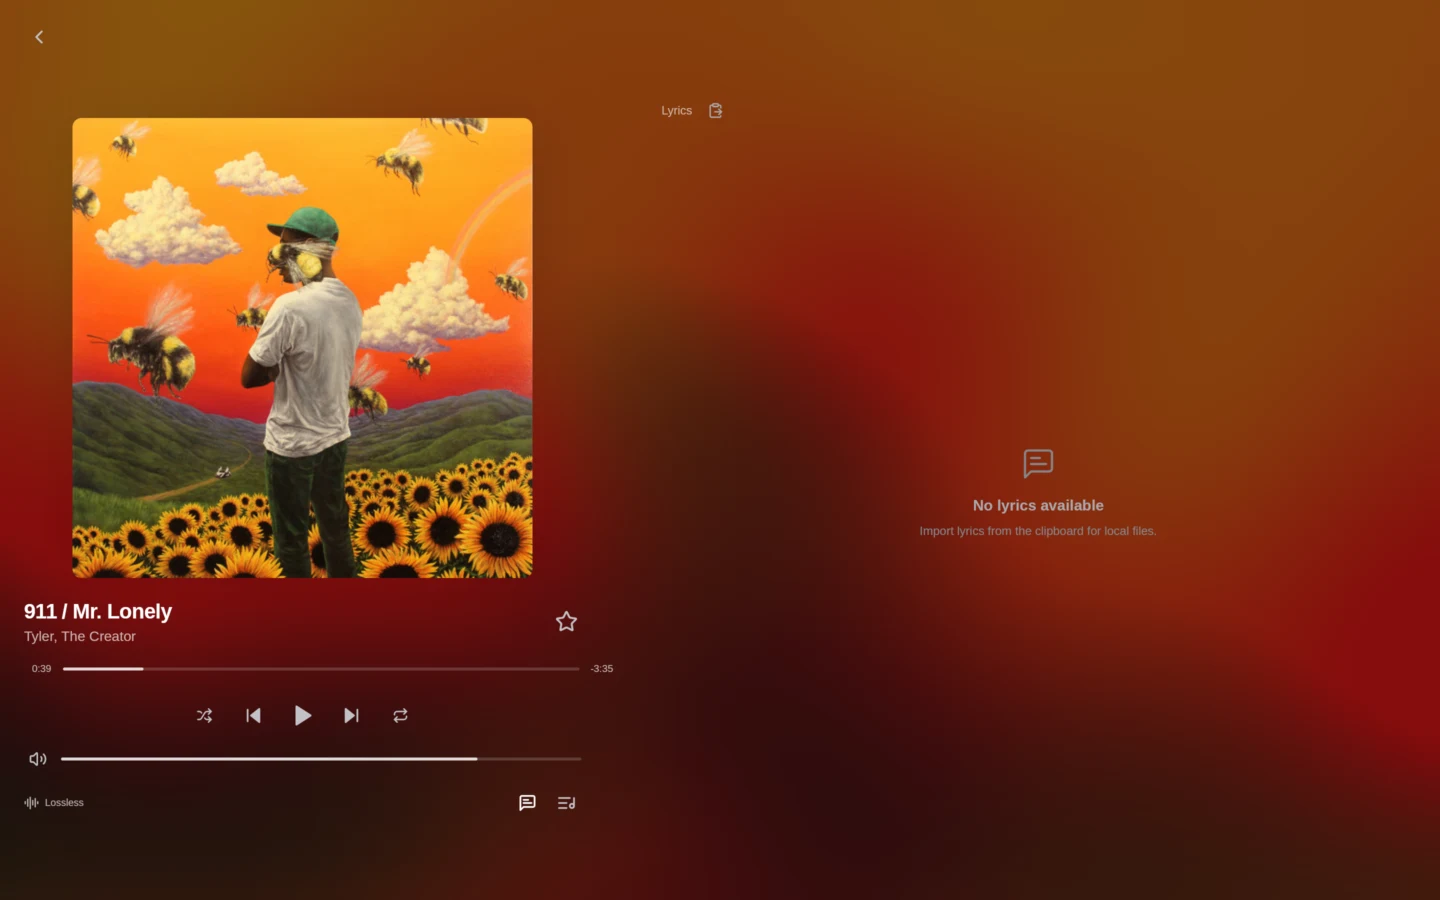 Lyrics
911 / Mr. Lonely
Tyler, The Creator
0:39
-3:35
Lossless
No lyrics available
Import lyrics from the clipboard for local files.